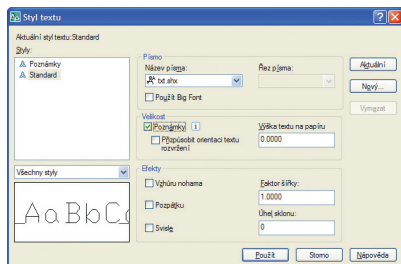 Styl textu
Aktuální styl textu: Standard
Styly:
Poznámky
Standard
Všechny styly
AaBbC
Písmo
Název písma:
txt.shx
Řez písma:
Použít Big Font
Velikost
Poznámky
Přizpůsobit orientaci textu
rozvržení
Výška textu na papíru
0.0000
Efekty
Vzhůru nohama
Pozpátku
Svisle
Faktor šířky:
1.0000
Úhel sklonu:
0
Aktuální
Nový...
Vymazat
Použít
Storno
Nápověda